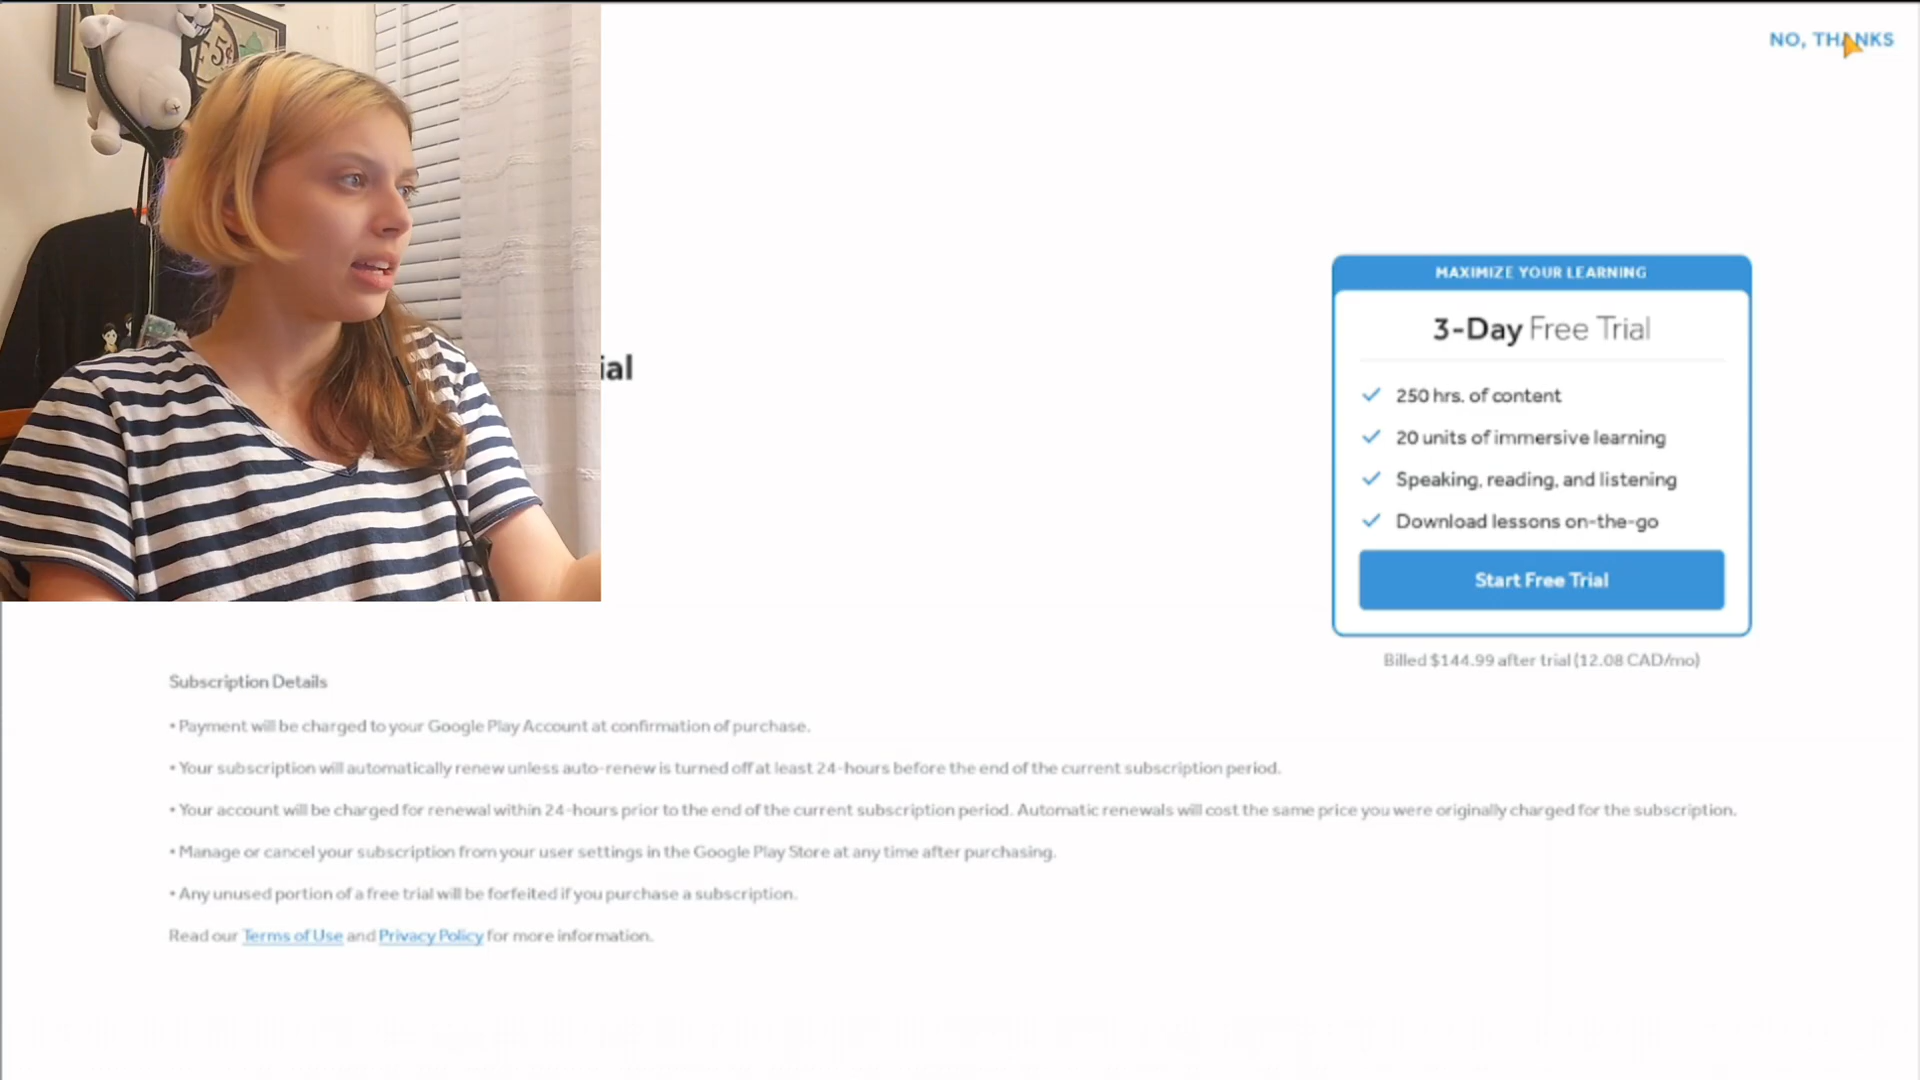 NO, THANKS
5¢
MAXIMIZE YOUR LEARNING
3-Day Free Trial
ial
250 hrs. of content
20 units of immersive learning
Speaking, reading, and listening
Download lessons on-the-go
Start Free Trial
Billed $144.99 after trial (12.08 CAD/mo)
Subscription Details
• Payment will be charged to your Google Play Account at confirmation of purchase.
• Your subscription will automatically renew unless auto-renew is turned off at least 24-hours before the end of the current subscription period.
• Your account will be charged for renewal within 24-hours prior to the end of the current subscription period. Automatic renewals will cost the same price you were originally charged for the subscription.
• Manage or cancel your subscription from your user settings in the Google Play Store at any time after purchasing.
• Any unused portion of a free trial will be forfeited if you purchase a subscription.
Read our Terms of Use and Privacy Policy for more information.